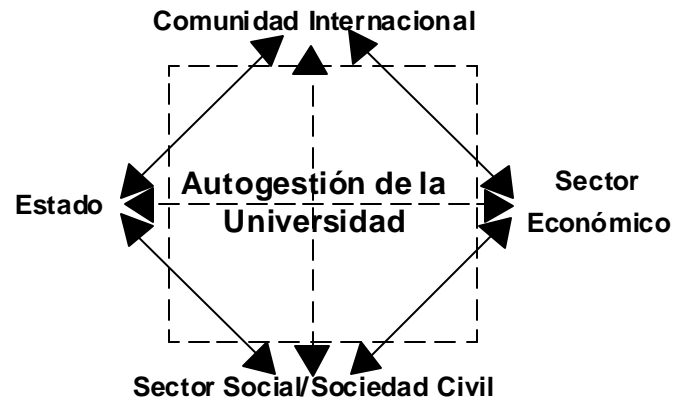 Comunidad Internacional
Estado
Autogestión de la
Universidad
Sector
Económico
Sector Social/Sociedad Civil